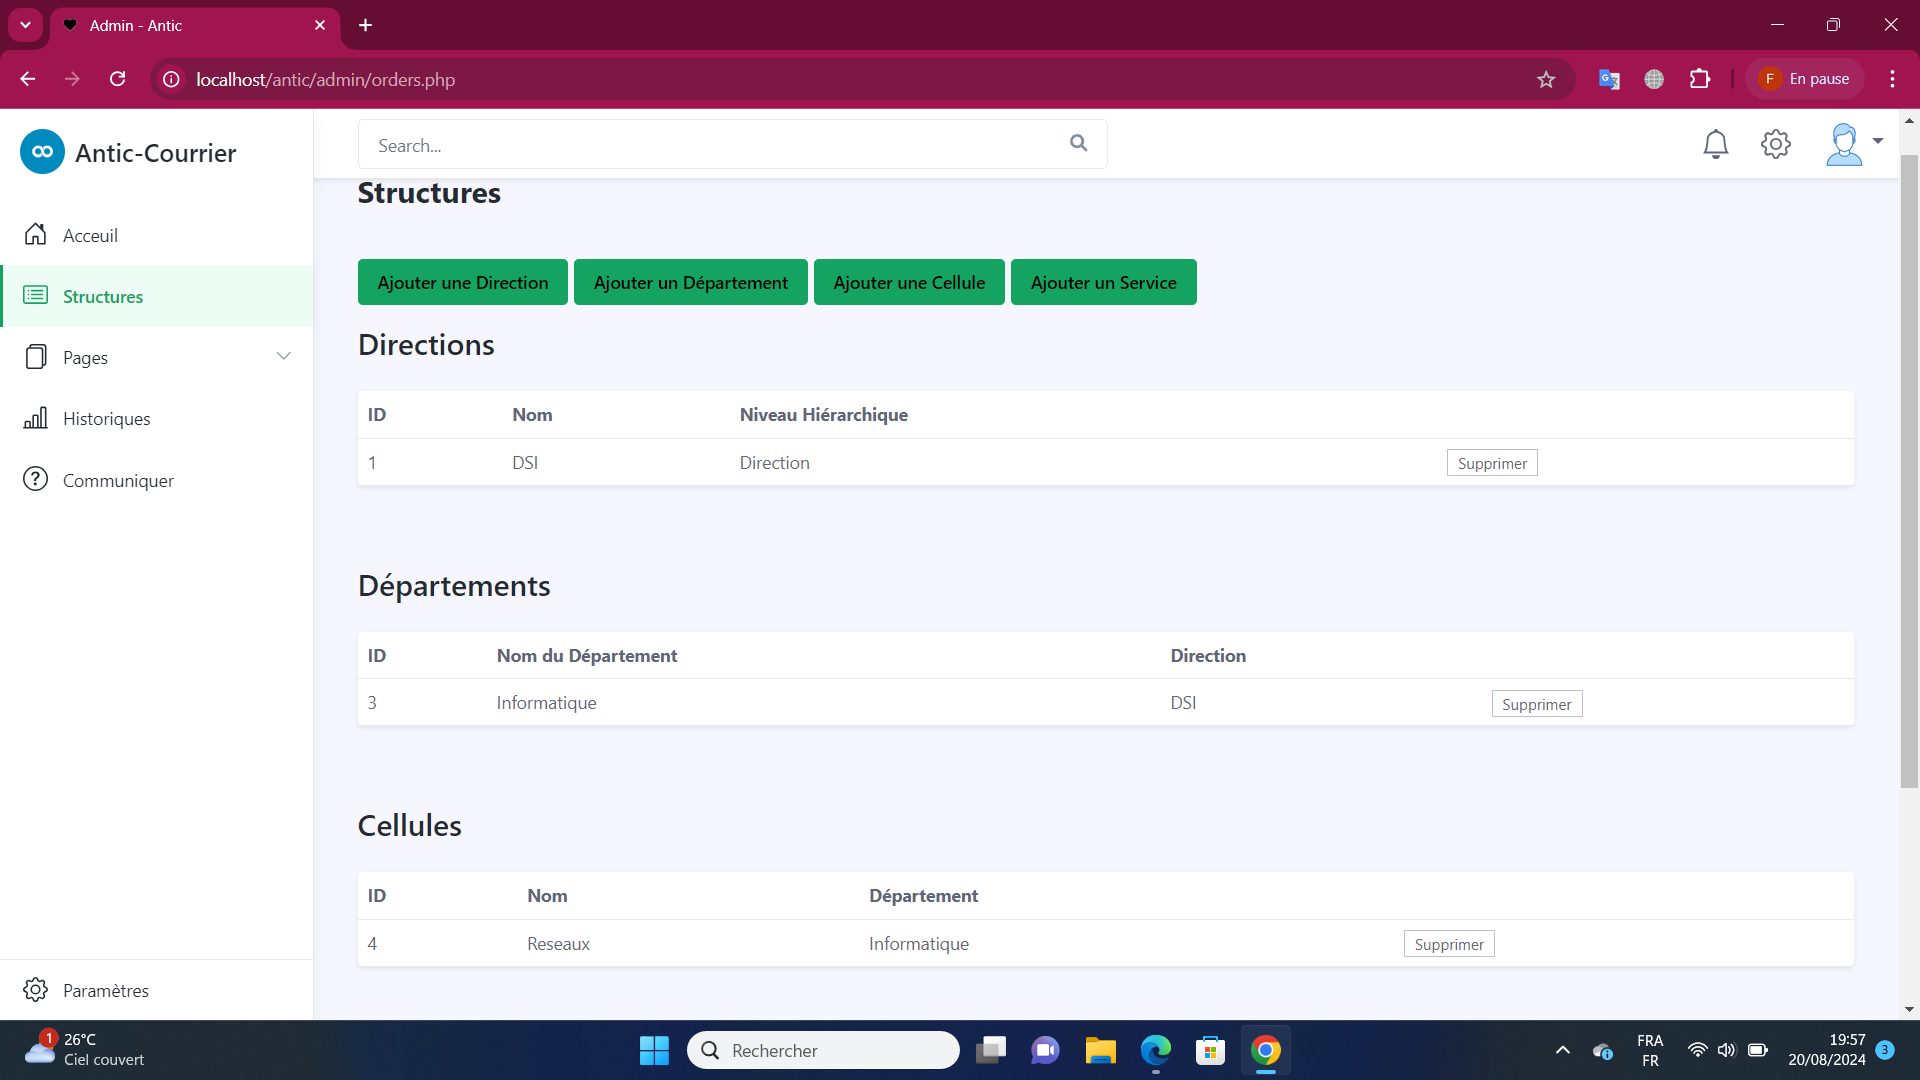 Admin - Antic
localhost/antic/admin/orders.php
F En pause
Antic-Courrier
Search...
Acceuil
Structures
Pages
Historiques
Communiquer
Paramètres
Structures
Ajouter une Direction
Ajouter un Département
Ajouter une Cellule
Ajouter un Service
Directions
ID Nom Niveau Hiérarchique
1 DSI Direction Supprimer
Départements
ID Nom du Département Direction
3 Informatique DSI Supprimer
Cellules
ID Nom Département
4 Reseaux Informatique Supprimer
1 26°C
Ciel couvert
Rechercher
FRA
FR
19:57
20/08/2024
3